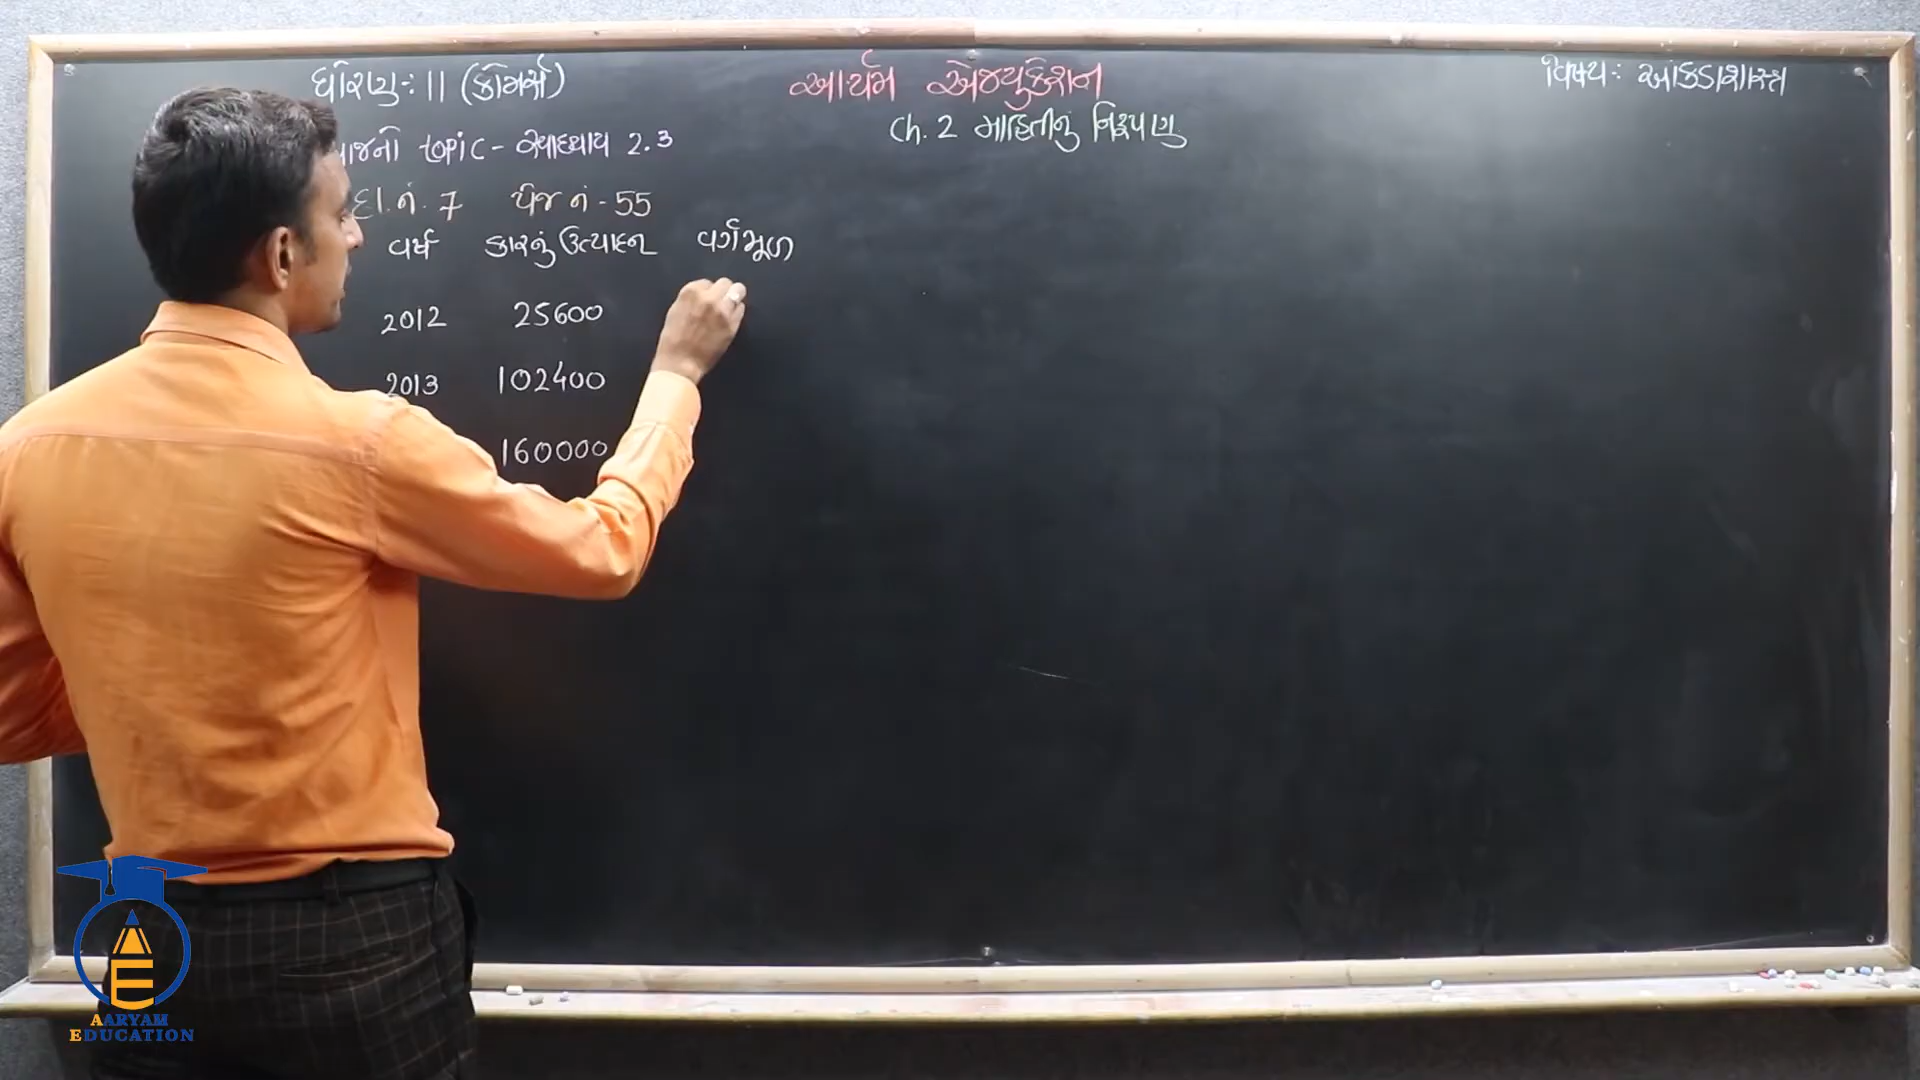 ધોરણ:- 11 (કોમર્સ)
આર્યમ એજ્યુકેશન
વિષય:- આંકડાશાસ્ત્ર
Ch. 2 માહિતીનું નિરૂપણ
topic - સ્વાધ્યાય 2.3
દા.નં. 7 પેજ નં - 55
વર્ષ કારનું ઉત્પાદન વર્ગમૂળ
2012 25600
2013 102400
160000
AARYAM
EDUCATION